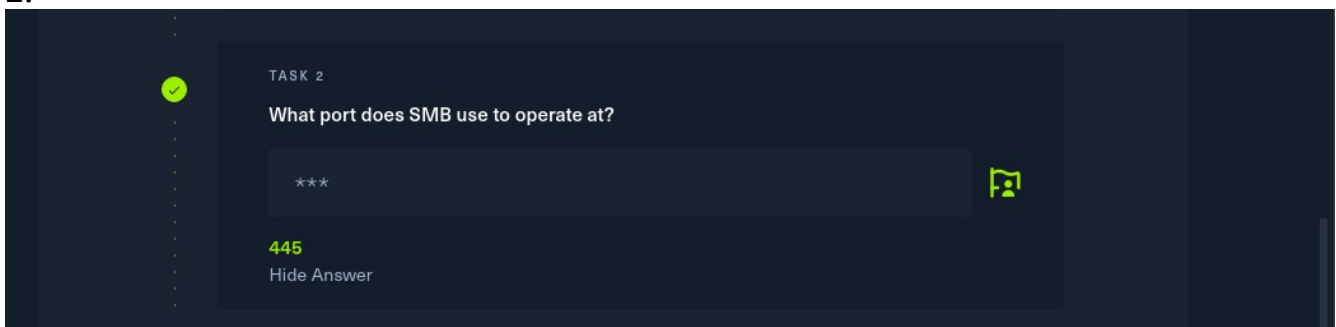 TASK 2
What port does SMB use to operate at?
***
445
Hide Answer